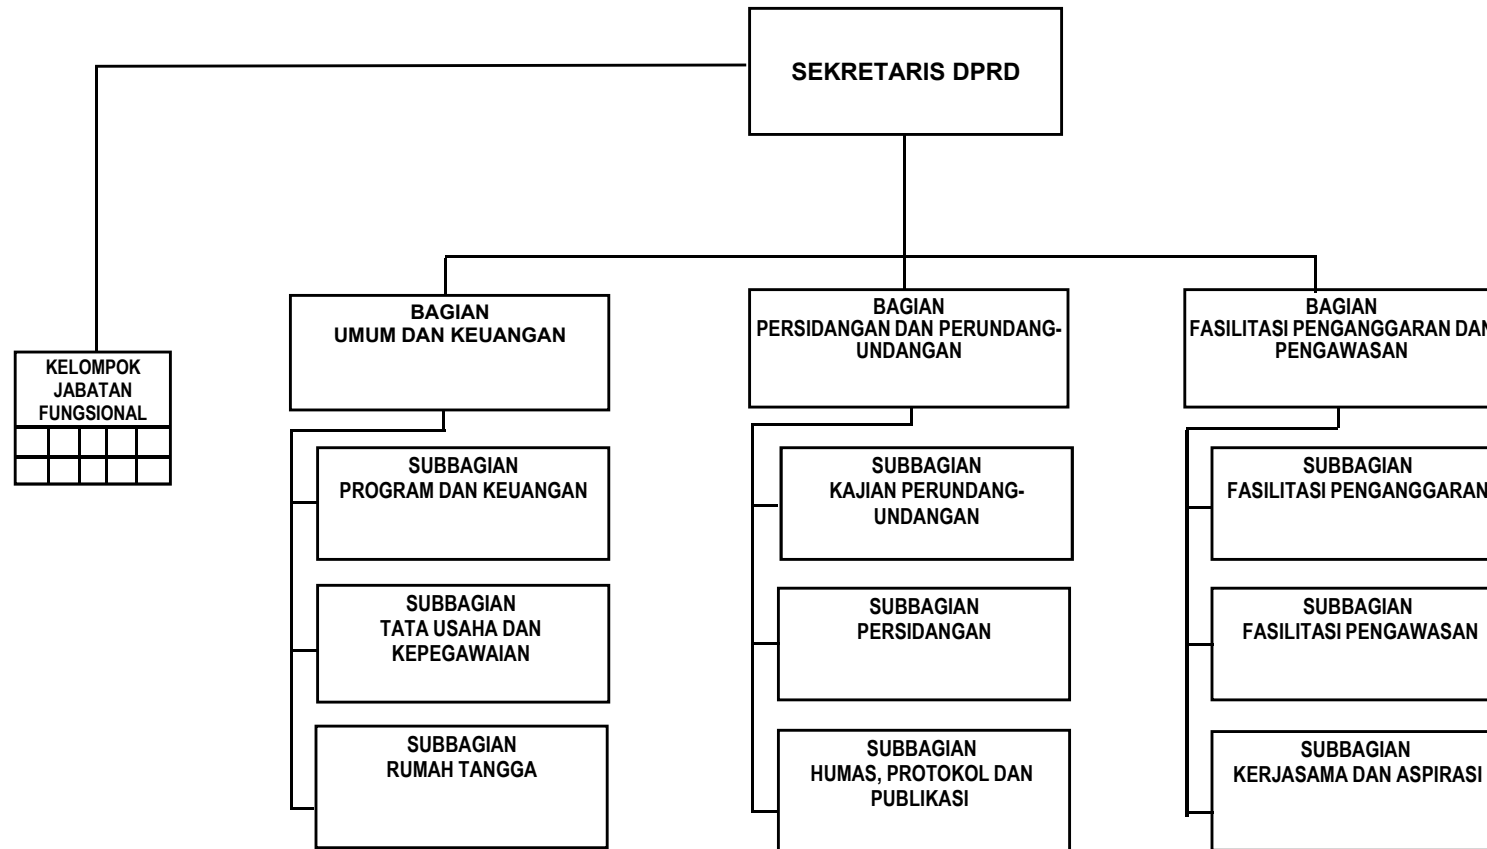 SEKRETARIS DPRD
KELOMPOK
JABATAN
FUNGSIONAL
BAGIAN
UMUM DAN KEUANGAN
SUBBAGIAN
PROGRAM DAN KEUANGAN
SUBBAGIAN
TATA USAHA DAN
KEPEGAWAIAN
SUBBAGIAN
RUMAH TANGGA
BAGIAN
PERSIDANGAN DAN PERUNDANG-
UNDANGAN
SUBBAGIAN
KAJIAN PERUNDANG-
UNDANGAN
SUBBAGIAN
PERSIDANGAN
SUBBAGIAN
HUMAS, PROTOKOL DAN
PUBLIKASI
BAGIAN
FASILITASI PENGANGGARAN DAN
PENGAWASAN
SUBBAGIAN
FASILITASI PENGANGGARAN
SUBBAGIAN
FASILITASI PENGAWASAN
SUBBAGIAN
KERJASAMA DAN ASPIRASI